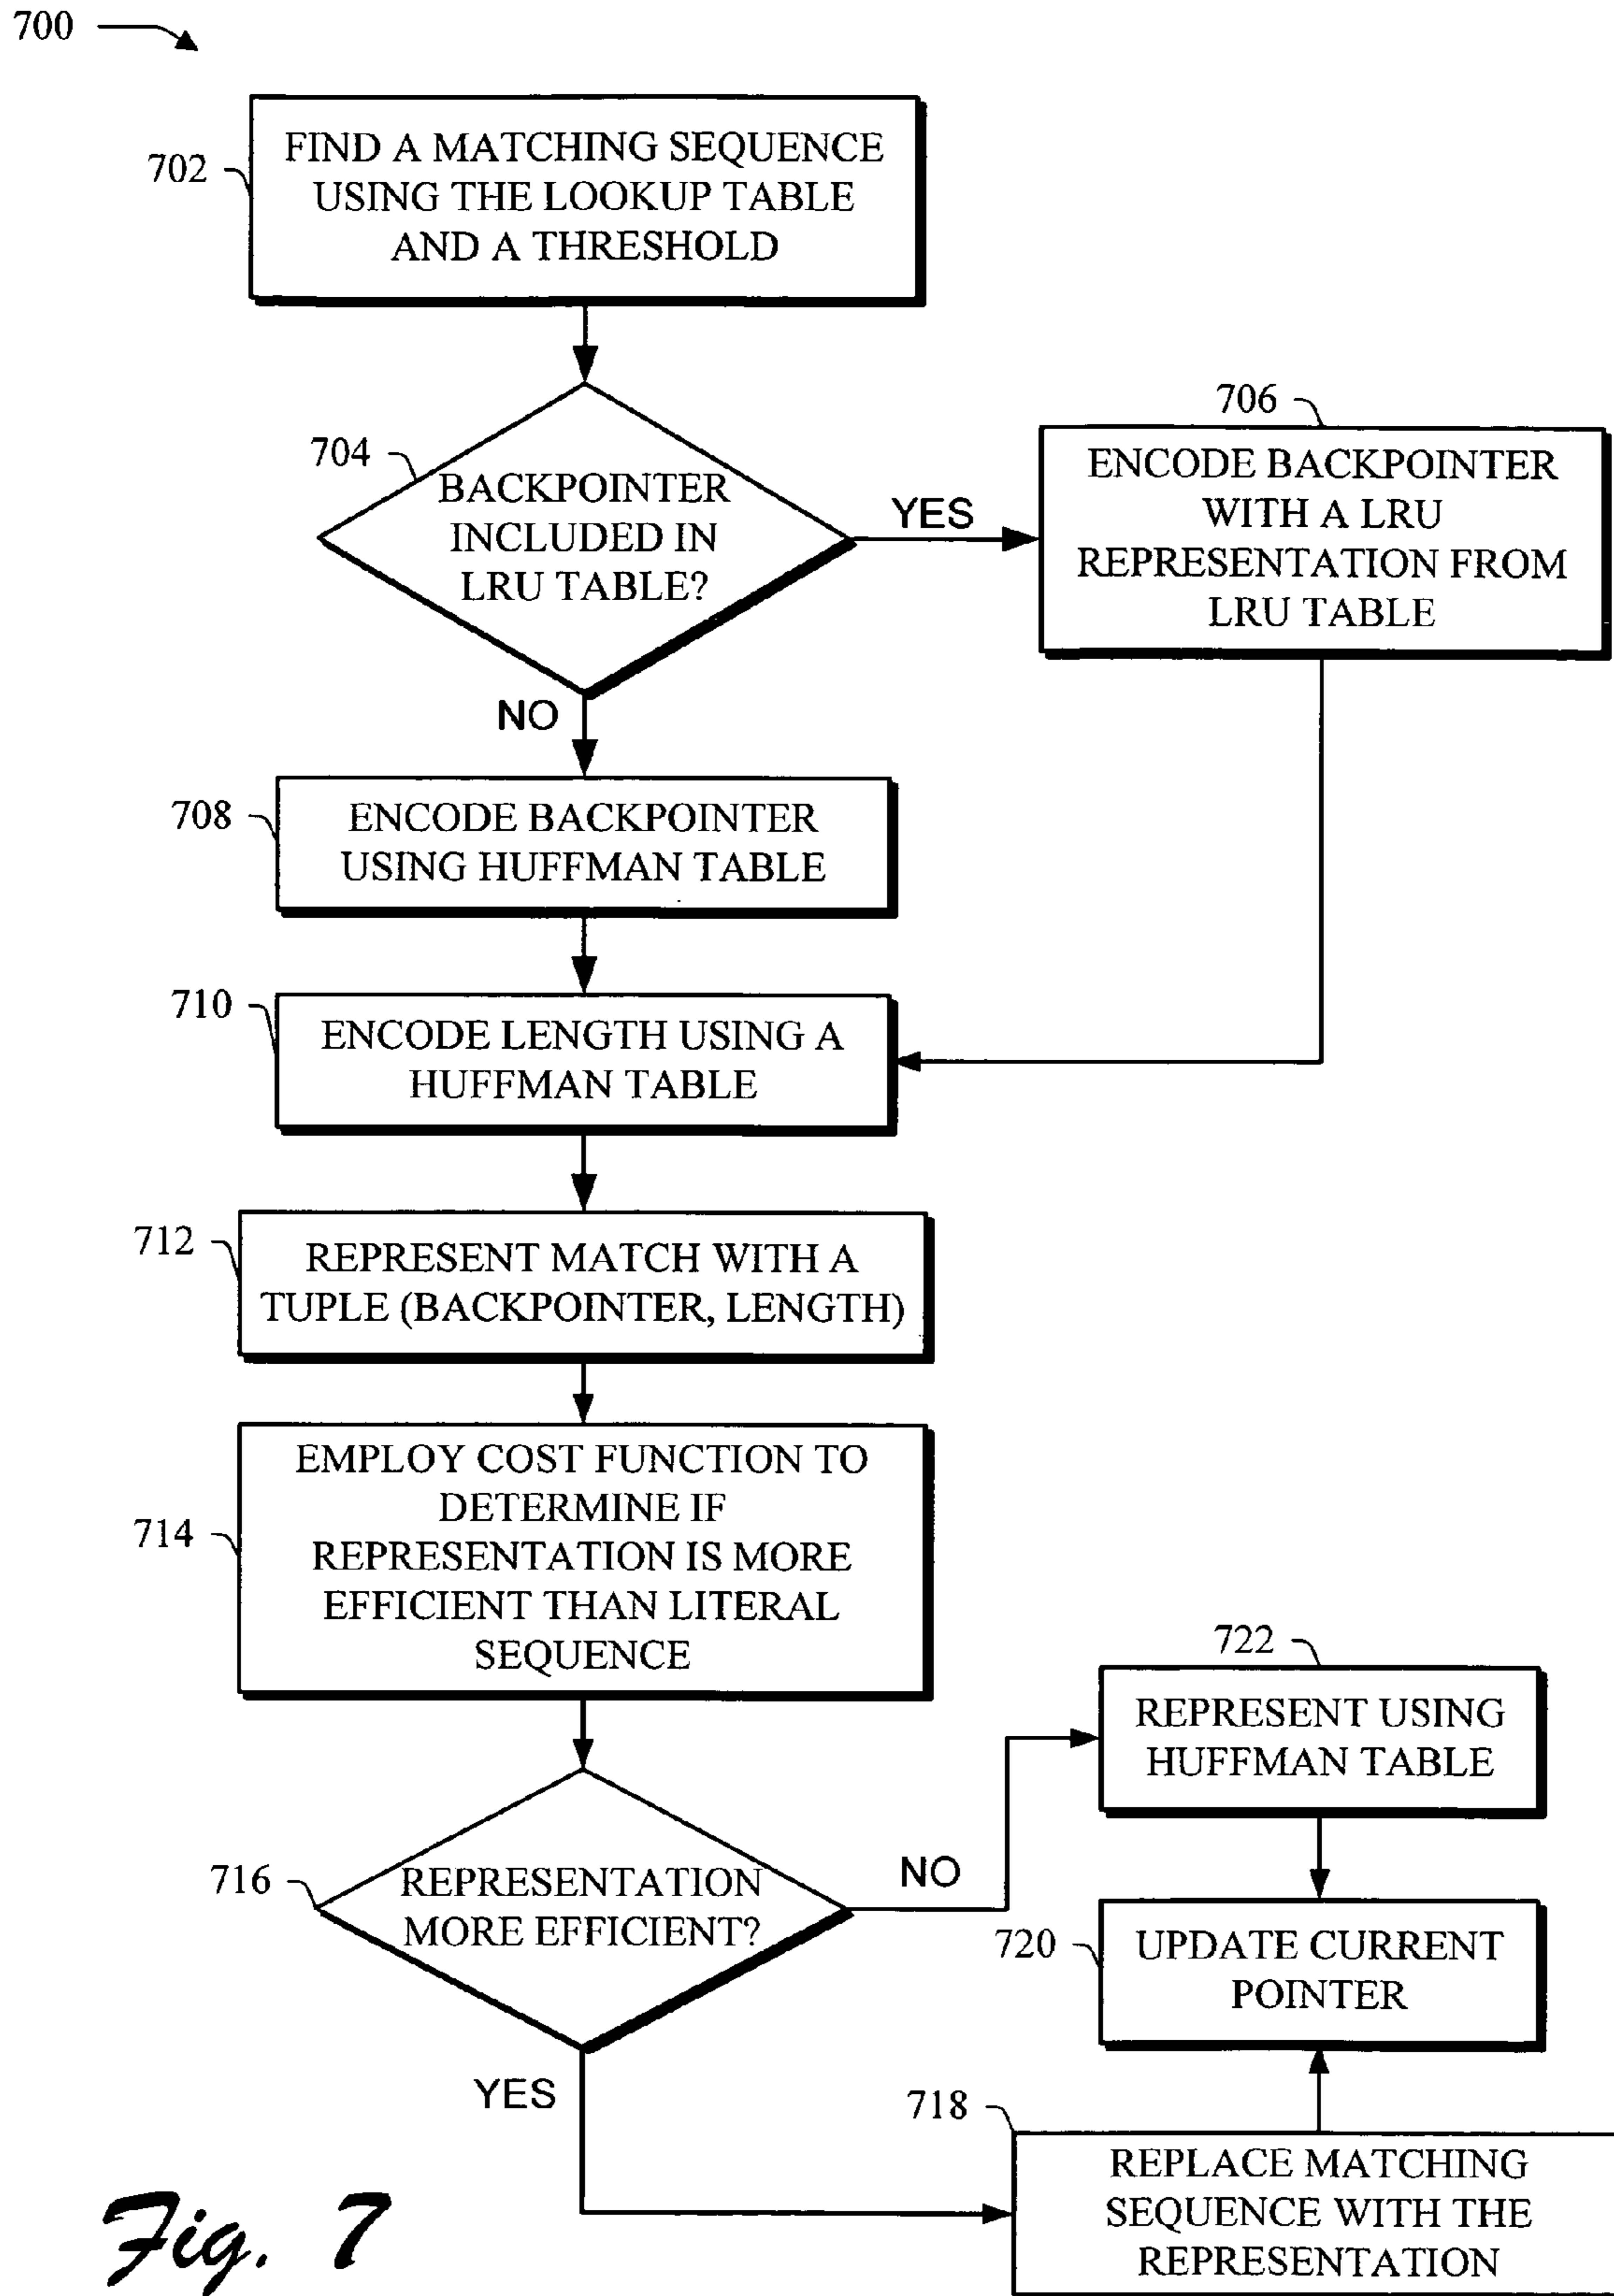 700
702
FIND A MATCHING SEQUENCE
USING THE LOOKUP TABLE
AND A THRESHOLD
704
BACKPOINTER
INCLUDED IN
LRU TABLE?
YES
706
ENCODE BACKPOINTER
WITH A LRU
REPRESENTATION FROM
LRU TABLE
NO
708
ENCODE BACKPOINTER
USING HUFFMAN TABLE
710
ENCODE LENGTH USING A
HUFFMAN TABLE
712
REPRESENT MATCH WITH A
TUPLE (BACKPOINTER, LENGTH)
714
EMPLOY COST FUNCTION TO
DETERMINE IF
REPRESENTATION IS MORE
EFFICIENT THAN LITERAL
SEQUENCE
716
REPRESENTATION
MORE EFFICIENT?
NO
722
REPRESENT USING
HUFFMAN TABLE
720
UPDATE CURRENT
POINTER
YES
718
REPLACE MATCHING
SEQUENCE WITH THE
REPRESENTATION
Fig. 7